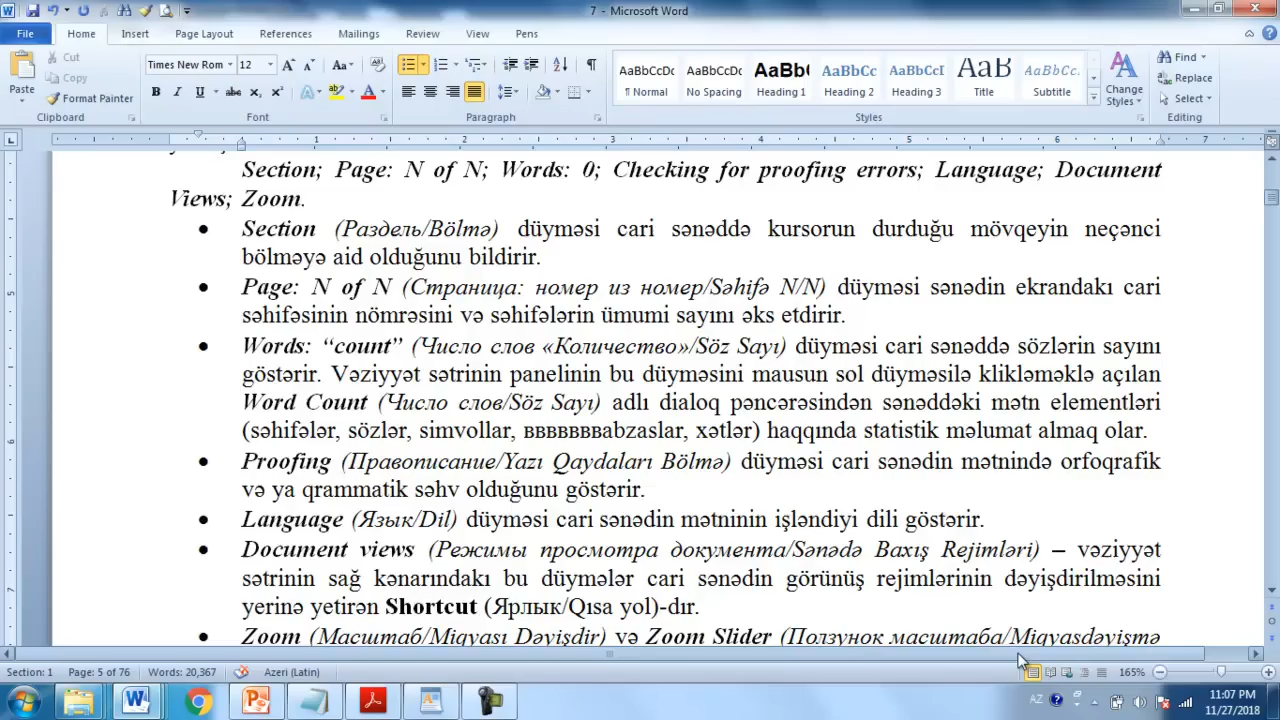 7 - Microsoft Word
File Home Insert Page Layout References Mailings Review View Pens
Paste
Cut
Copy
Format Painter
Clipboard
Times New Rom 12
Font
Paragraph
AaBbCcDc AaBbCcDc AaBbC AaBbCc AaBbCcI AaB AaBbCc.
¶ Normal No Spacing Heading 1 Heading 2 Heading 3 Title Subtitle
Change Styles
Styles
Find
Replace
Select
Editing
Section; Page: N of N; Words: 0; Checking for proofing errors; Language; Document
Views; Zoom.
• Section (Раздель/Bölmə) düyməsi cari sənəddə kursorun durduğu mövqeyin neçənci
bölməyə aid olduğunu bildirir.
• Page: N of N (Страница: номер из номер/Səhifə N/N) düyməsi sənədin ekrandakı cari
səhifəsinin nömrəsini və səhifələrin ümumi sayını əks etdirir.
• Words: “count” (Число слов «Количество»/Söz Sayı) düyməsi cari sənəddə sözlərin sayını
göstərir. Vəziyyət sətrinin panelinin bu düyməsini mausun sol düyməsilə klikləməklə açılan
Word Count (Число слов/Söz Sayı) adlı dialoq pəncərəsindən sənəddəki mətn elementləri
(səhifələr, sözlər, simvollar, вввввввabzaslar, xətlər) haqqında statistik məlumat almaq olar.
• Proofing (Правописание/Yazı Qaydaları Bölmə) düyməsi cari sənədin mətnində orfoqrafik
və ya qrammatik səhv olduğunu göstərir.
• Language (Язык/Dil) düyməsi cari sənədin mətninin işləndiyi dili göstərir.
• Document views (Режимы просмотра документа/Sənədə Baxış Rejimləri) – vəziyyət
sətrinin sağ kənarındakı bu düymələr cari sənədin görünüş rejimlərinin dəyişdirilməsini
yerinə yetirən Shortcut (Ярлык/Qısa yol)-dır.
• Zoom (Масштаб/Miqyası Dəyişdir) və Zoom Slider (Ползунок масштаба/Miqyasdəyişmə
Section: 1 Page: 5 of 76 Words: 20,367 Azeri (Latin) 165%
AZ 11:07 PM
11/27/2018